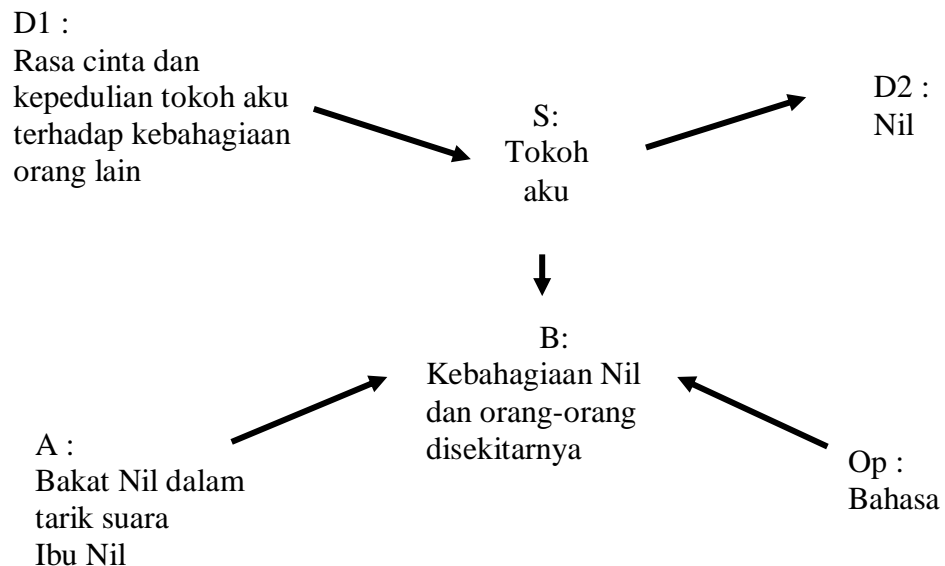 D1 :
Rasa cinta dan
kepedulian tokoh aku
terhadap kebahagiaan
orang lain
S:
Tokoh
aku
D2 :
Nil
B:
Kebahagiaan Nil
dan orang-orang
disekitarnya
A :
Bakat Nil dalam
tarik suara
Ibu Nil
Op :
Bahasa